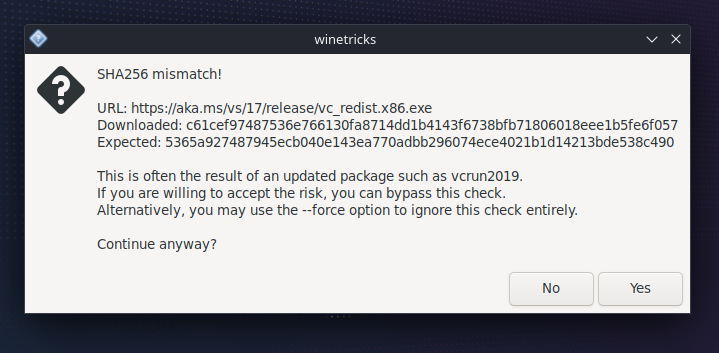 winetricks
SHA256 mismatch!
URL: https://aka.ms/vs/17/release/vc_redist.x86.exe
Downloaded: c61cef97487536e766130fa8714dd1b4143f6738bfb71806018eee1b5fe6f057
Expected: 5365a927487945ecb040e143ea770adbb296074ece4021b1d14213bde538c490
This is often the result of an updated package such as vcrun2019.
If you are willing to accept the risk, you can bypass this check.
Alternatively, you may use the --force option to ignore this check entirely.
Continue anyway?
No
Yes